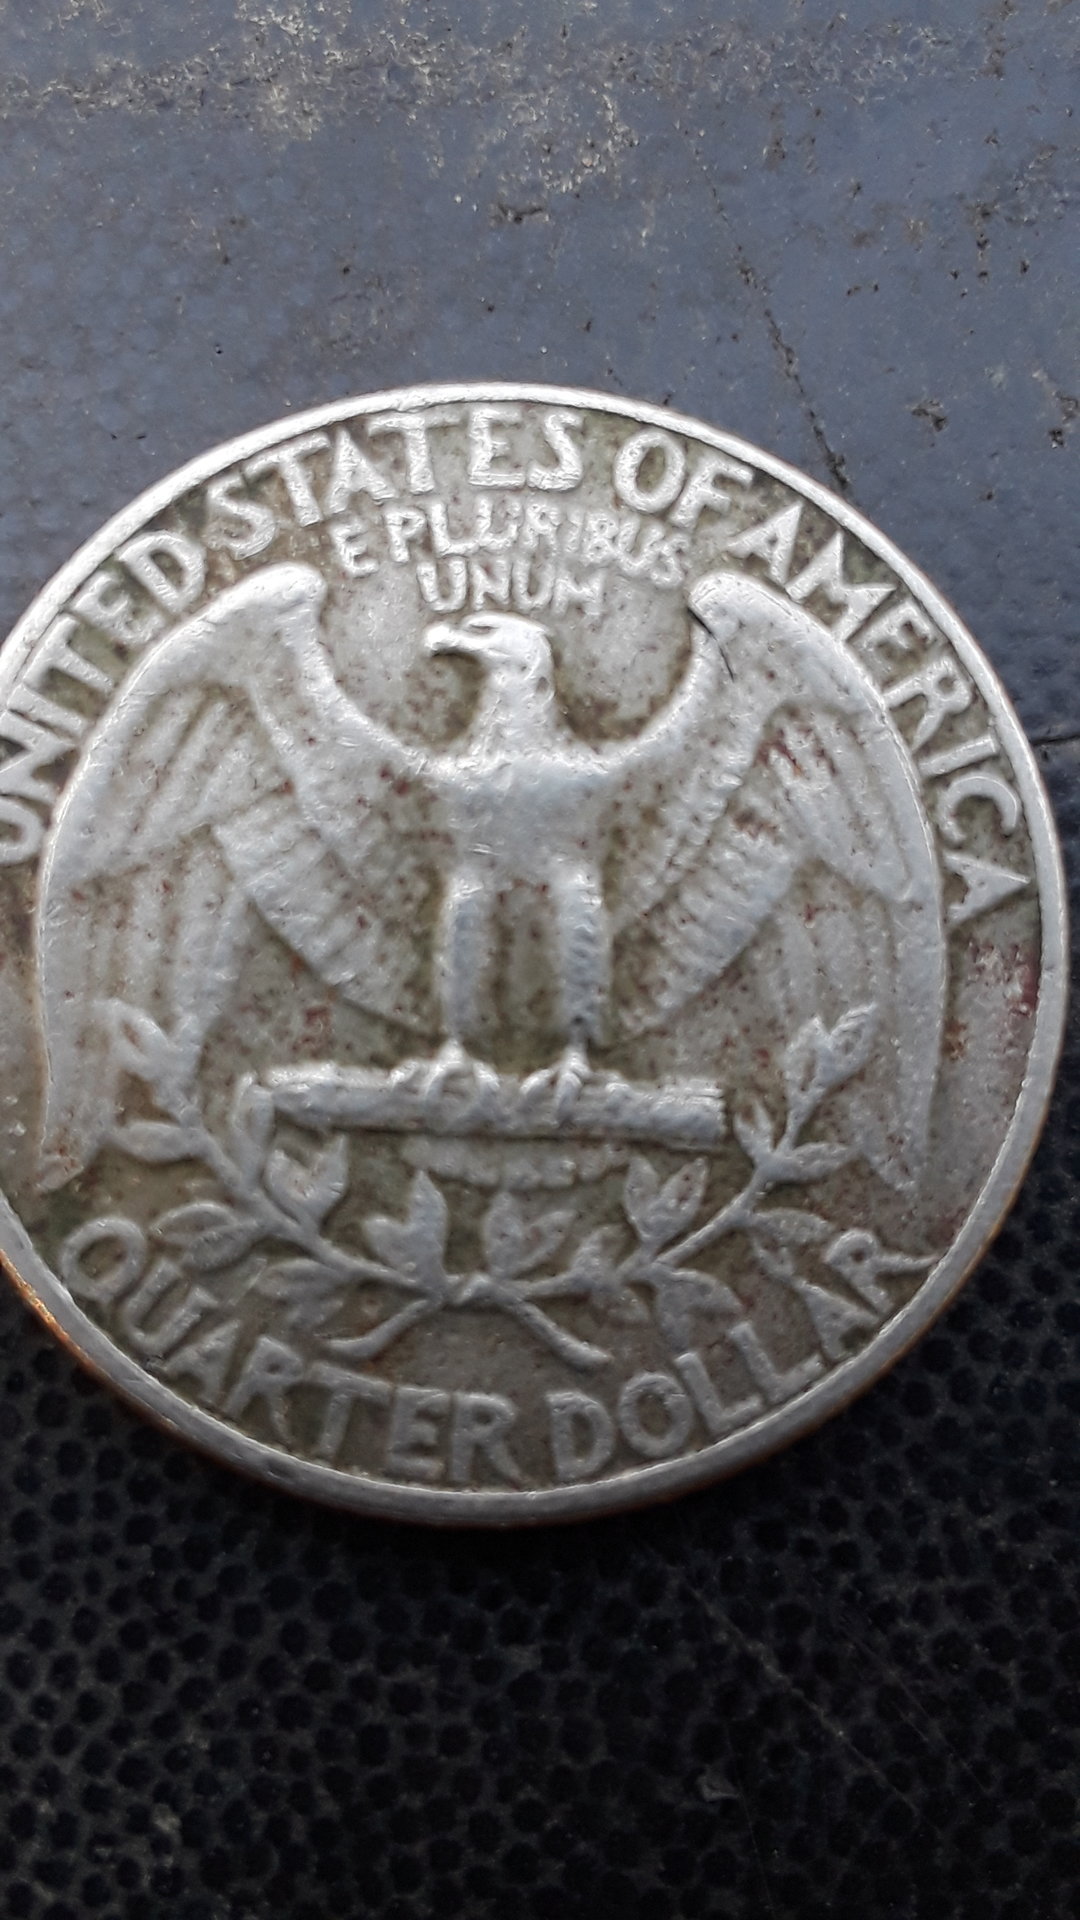 UNITED STATES OF AMERICA
E PLURIBUS
UNUM
QUARTER DOLLAR